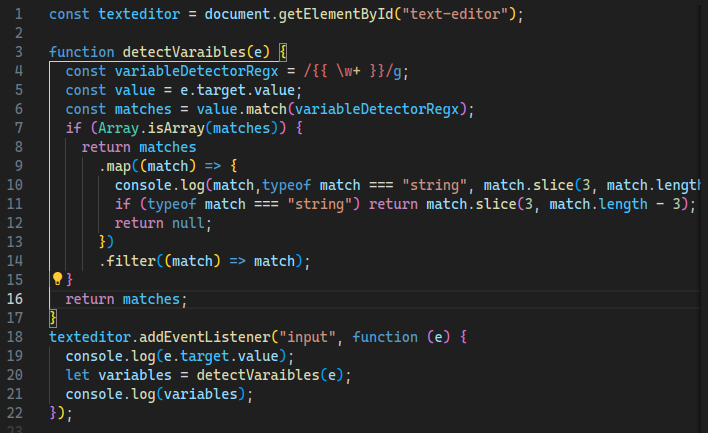 1 const texteditor = document.getElementById("text-editor");
2
3 function detectVaraibles(e) {
4 const variableDetectorRegx = /{{ \w+ }}/g;
5 const value = e.target.value;
6 const matches = value.match(variableDetectorRegx);
7 if (Array.isArray(matches)) {
8 return matches
9 .map((match) => {
10 console.log(match,typeof match === "string", match.slice(3, match.length
11 if (typeof match === "string") return match.slice(3, match.length - 3);
12 return null;
13 })
14 .filter((match) => match);
15 }
16 return matches;
17 }
18 texteditor.addEventListener("input", function (e) {
19 console.log(e.target.value);
20 let variables = detectVaraibles(e);
21 console.log(variables);
22 });
23